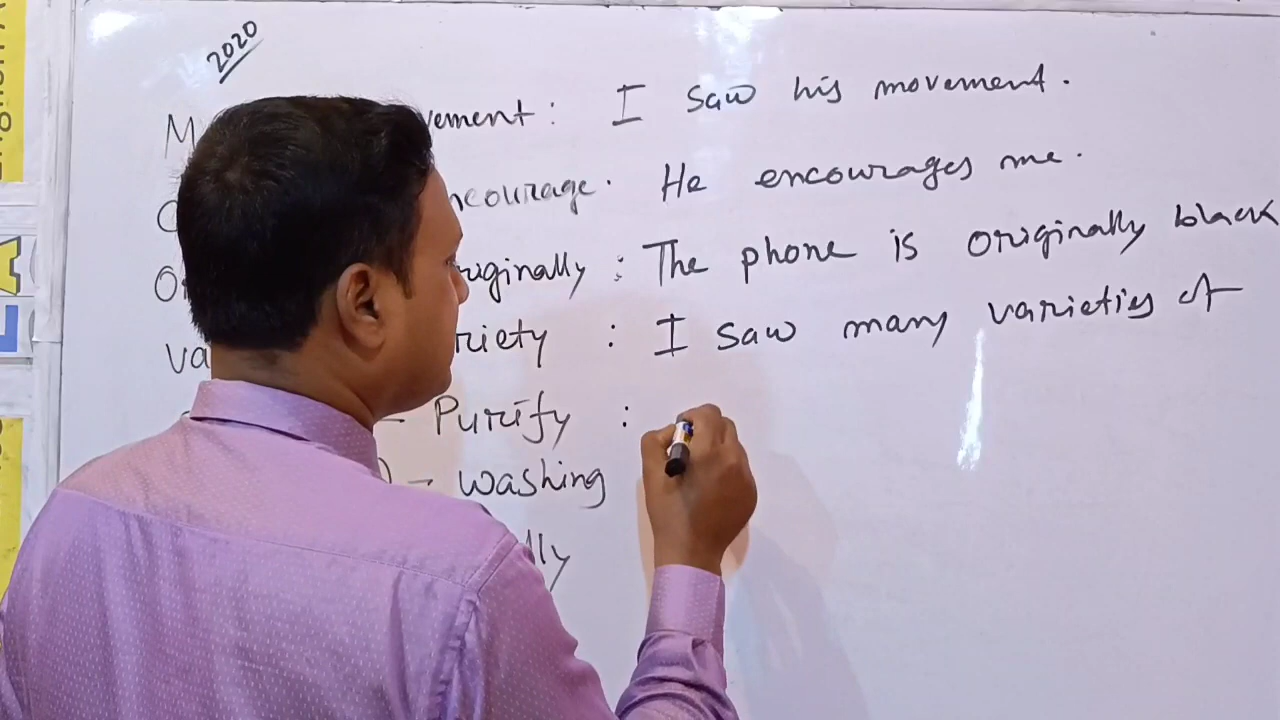 2020
vement : I saw his movement.
ncourage. He encourages me.
riginally : The phone is originally black
va riety : I saw many varieties of
- Purify :
- washing
lly